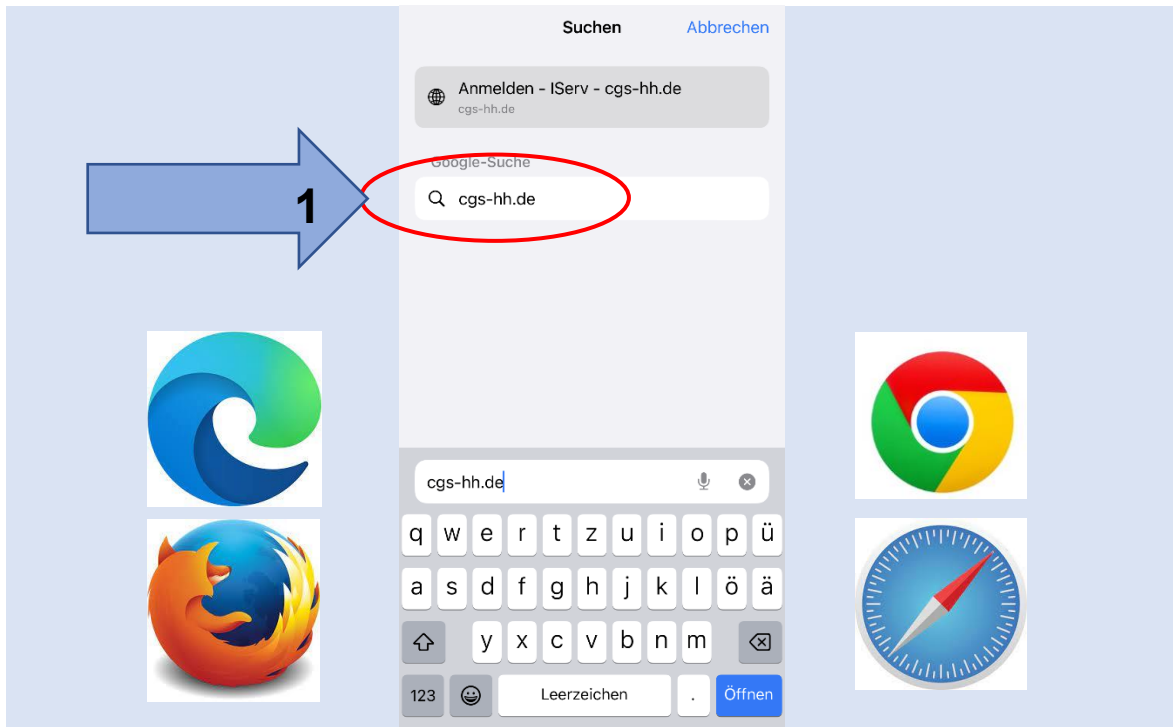 Suchen Abbrechen
Anmelden - IServ - cgs-hh.de
cgs-hh.de
Google-Suche
1
cgs-hh.de
cgs-hh.de
q w e r t z u i o p ü
a s d f g h j k l ö ä
y x c v b n m
123 Leerzeichen . Öffnen